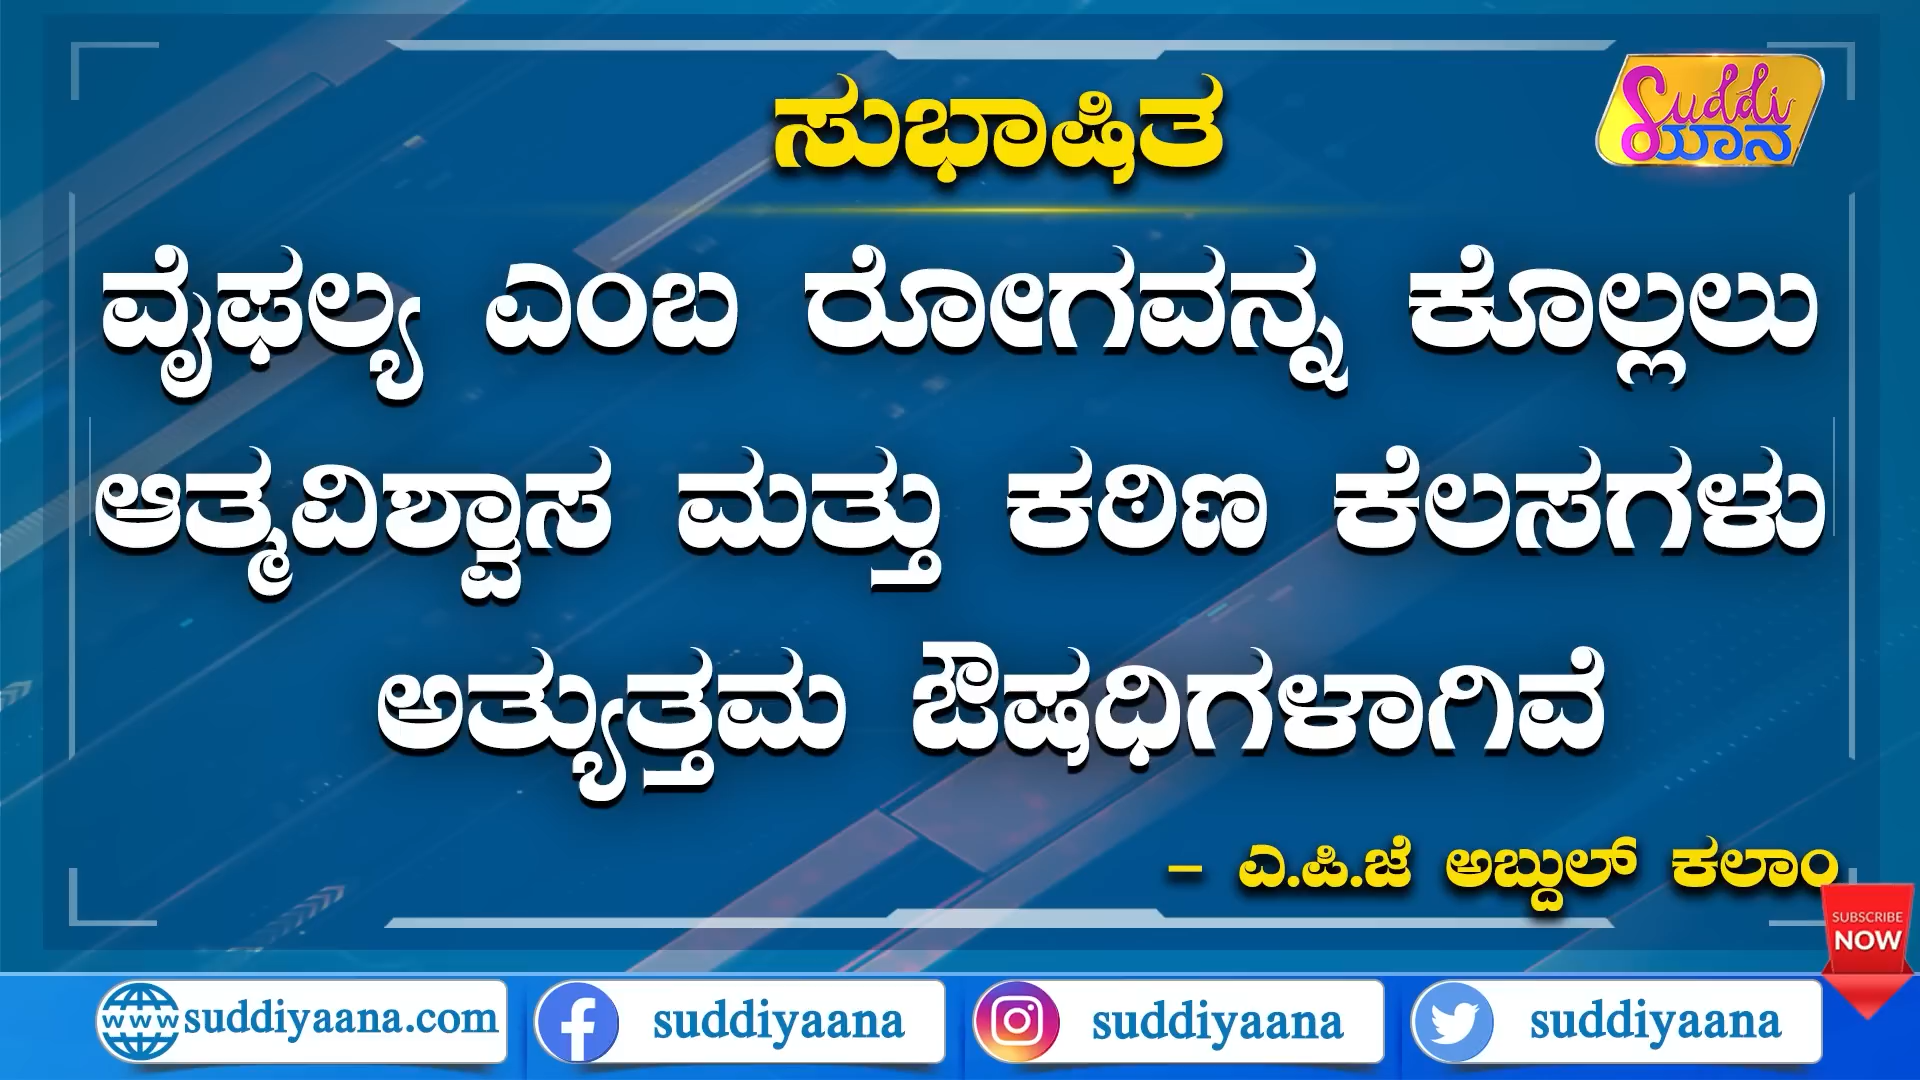 ಸುಭಾಷಿತ
Suddi
ಯಾನ
ವೈಫಲ್ಯ ಎಂಬ ರೋಗವನ್ನ ಕೊಲ್ಲಲು
ಆತ್ಮವಿಶ್ವಾಸ ಮತ್ತು ಕಠಿಣ ಕೆಲಸಗಳು
ಅತ್ಯುತ್ತಮ ಔಷಧಿಗಳಾಗಿವೆ
– ಎ.ಪಿ.ಜೆ ಅಬ್ದುಲ್ ಕಲಾಂ
SUBSCRIBE
NOW
www suddiyaana.com suddiyaana suddiyaana suddiyaana